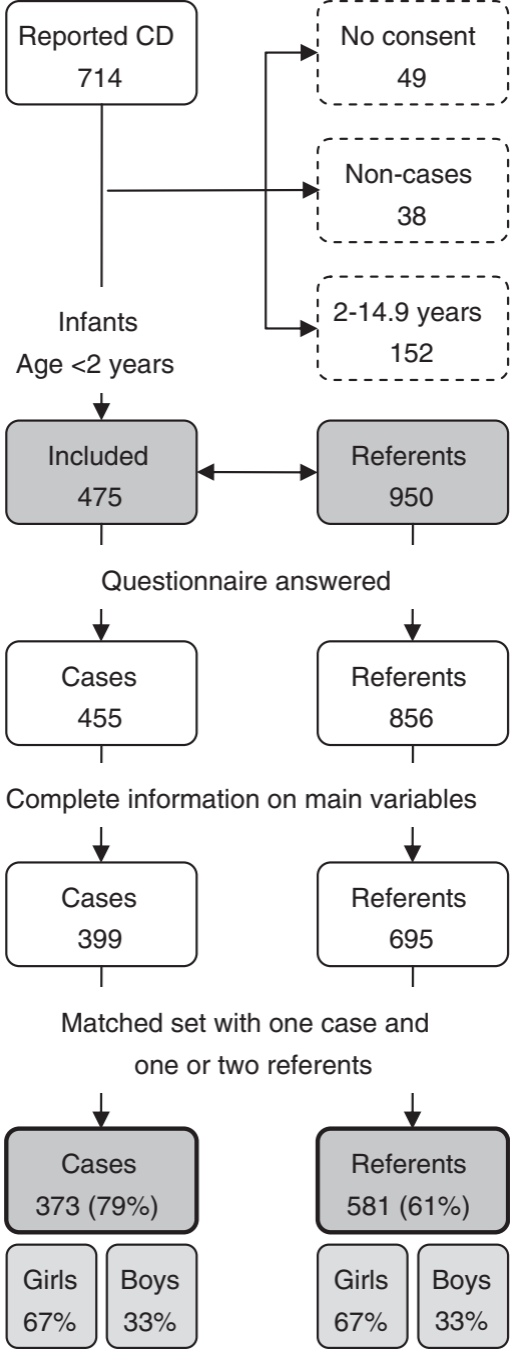 Reported CD
714
No consent
49
Non-cases
38
2-14.9 years
152
Infants
Age <2 years
Included
475
Referents
950
Questionnaire answered
Cases
455
Referents
856
Complete information on main variables
Cases
399
Referents
695
Matched set with one case and
one or two referents
Cases
373 (79%)
Referents
581 (61%)
Girls
67%
Boys
33%
Girls
67%
Boys
33%